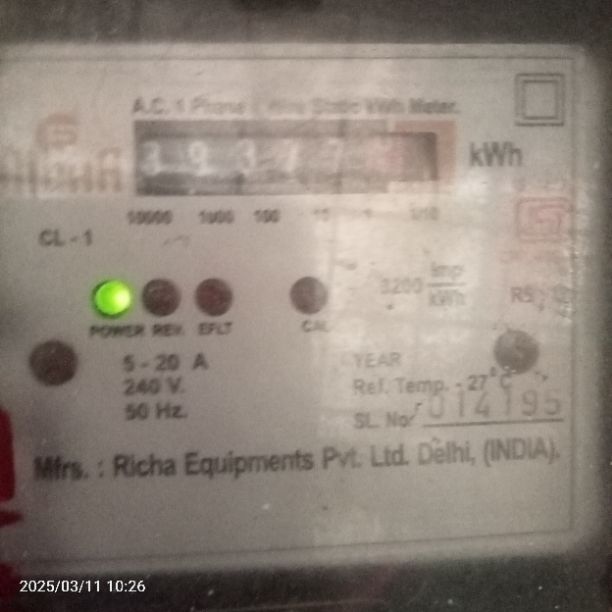 A.C. 1 Phase Wire Static kWh Meter.
kWh
10000 1000 100 10 1 1/10
CL - 1
3200 Imp/kWh
POWER REV. EFLT CAL
5 - 20 A
240 V.
50 Hz.
YEAR
Ref. Temp. - 27°C
SL. No. 014195
Mfrs. : Richa Equipments Pvt. Ltd. Delhi, (INDIA).
2025/03/11 10:26